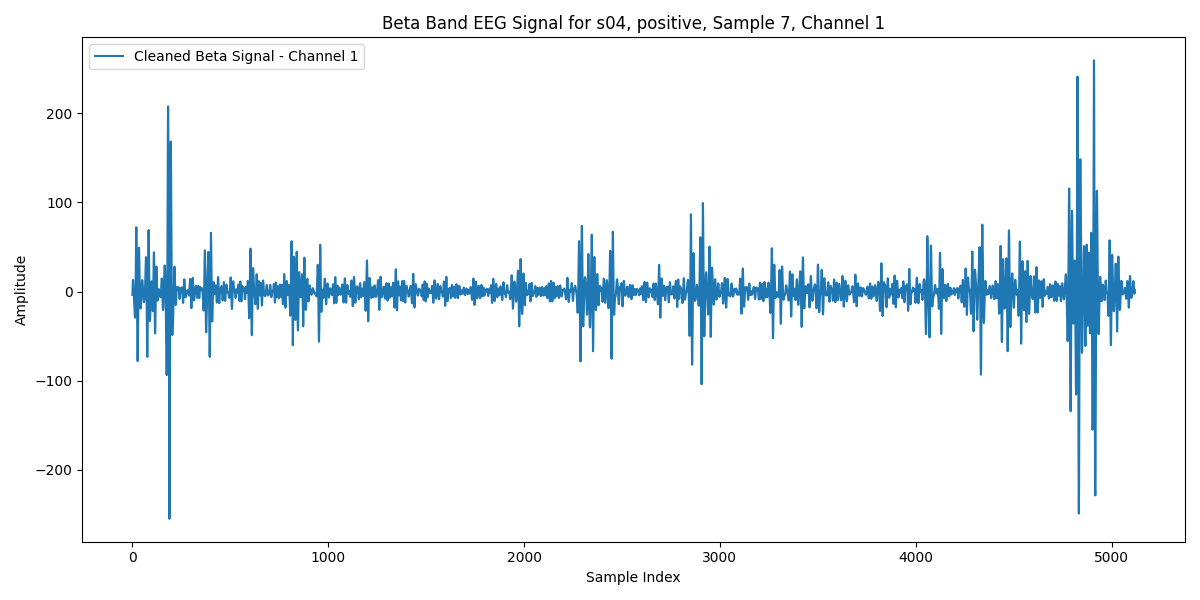 Beta Band EEG Signal for s04, positive, Sample 7, Channel 1
Cleaned Beta Signal - Channel 1
Amplitude
200
100
0
−100
−200
0 1000 2000 3000 4000 5000
Sample Index